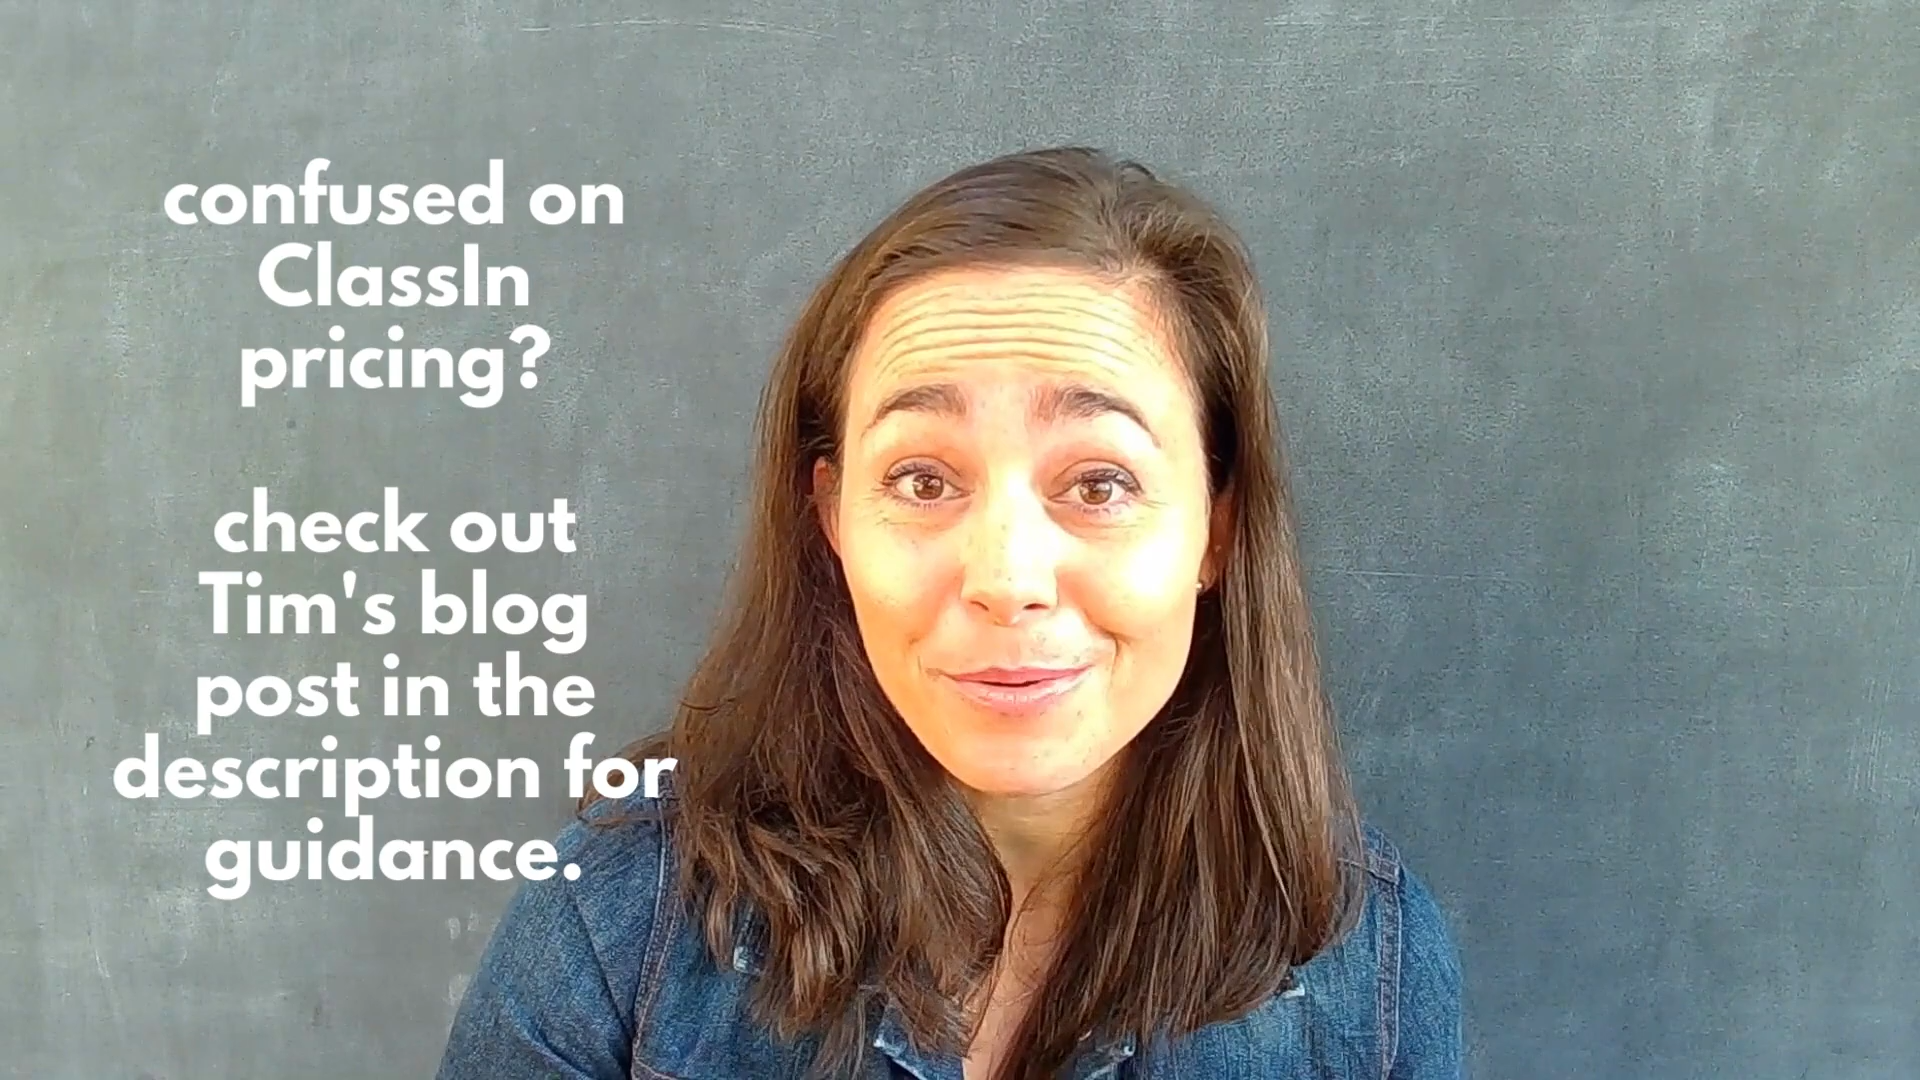 confused on
ClassIn
pricing?
check out
Tim's blog
post in the
description for
guidance.